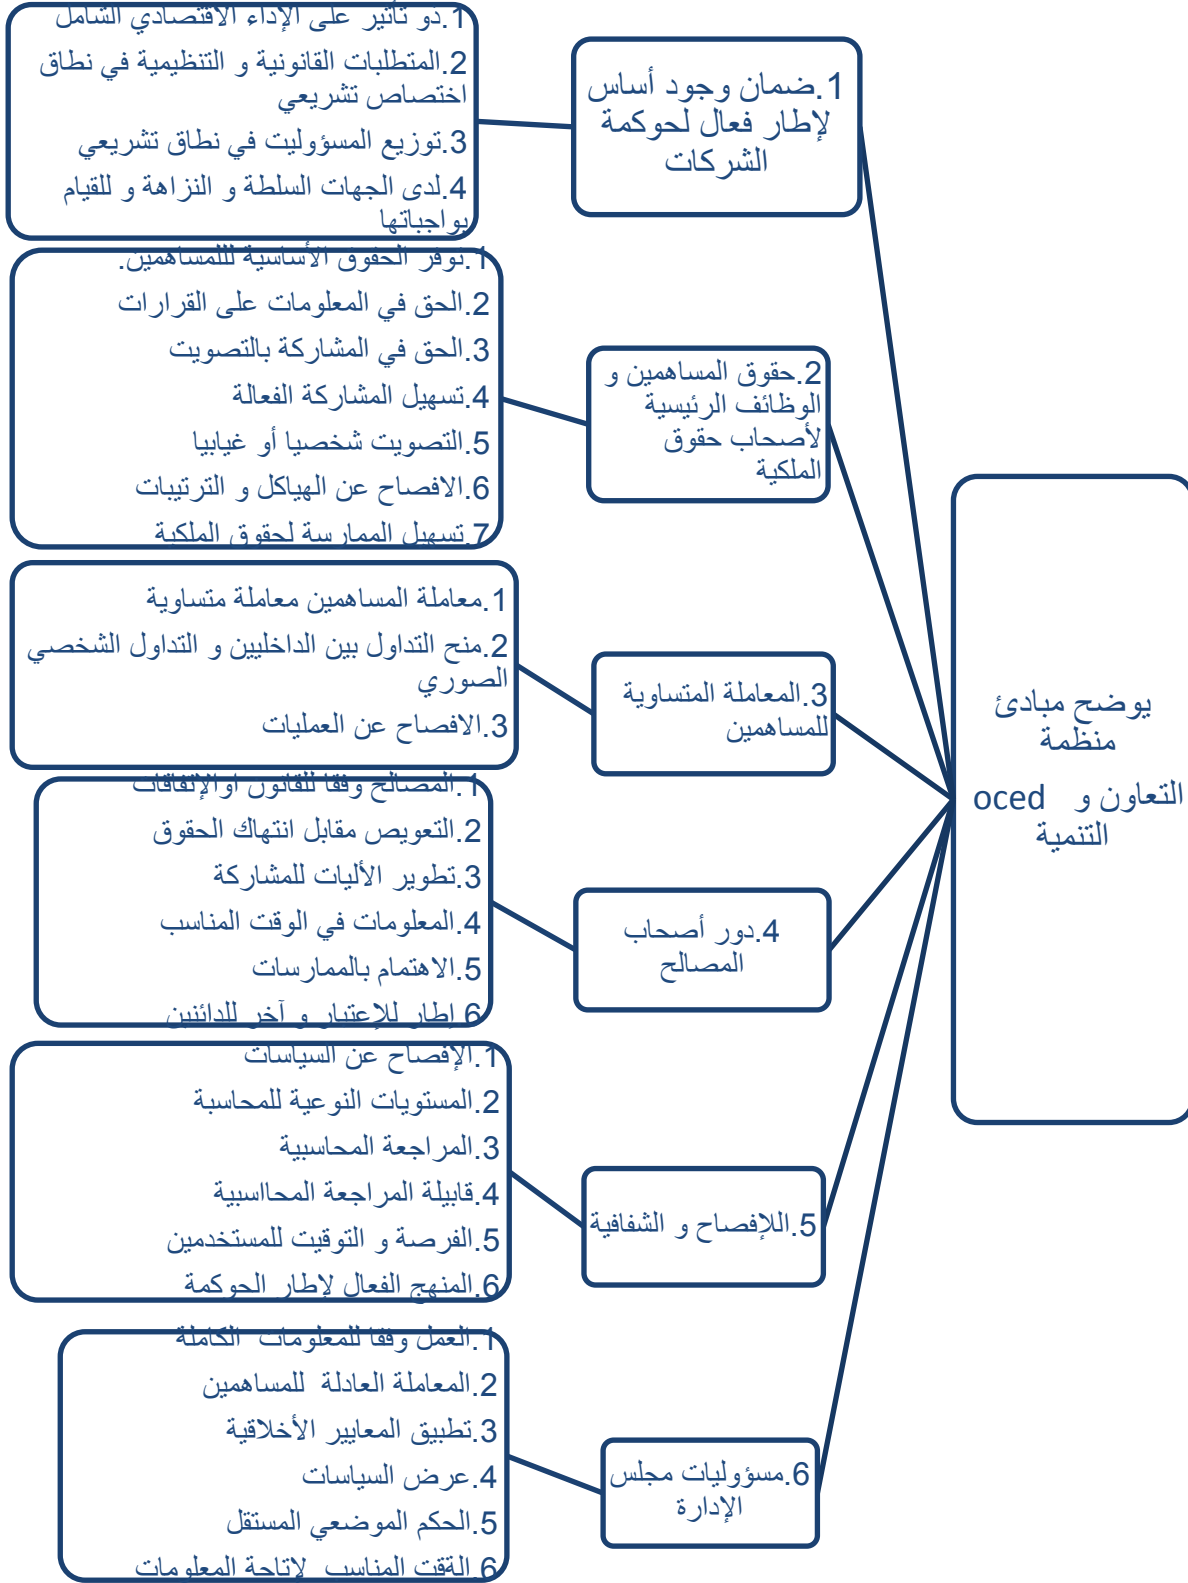 يوضح مبادئ
منظمة
التعاون و oced
التنمية
1.ضمان وجود أساس
لإطار فعال لحوكمة
الشركات
1.ذو تأثير على الإداء الاقتصادي الشامل
2.المتطلبات القانونية و التنظيمية في نطاق
اختصاص تشريعي
3.توزيع المسؤوليت في نطاق تشريعي
4.لدى الجهات السلطة و النزاهة و للقيام
بواجباتها
2.حقوق المساهمين و
الوظائف الرئيسية
لأصحاب حقوق
الملكية
1.توفر الحقوق الأساسية لللمساهمين.
2.الحق في المعلومات على القرارات
3.الحق في المشاركة بالتصويت
4.تسهيل المشاركة الفعالة
5.التصويت شخصيا أو غيابيا
6.الافصاح عن الهياكل و الترتيبات
7.تسهيل الممارسة لحقوق الملكية
3.المعاملة المتساوية
للمساهمين
1.معاملة المساهمين معاملة متساوية
2.منح التداول بين الداخليين و التداول الشخصي
الصوري
3.الافصاح عن العمليات
4.دور أصحاب
المصالح
1.المصالح وفقا للقانون اوالإتفاقات
2.التعويص مقابل انتهاك الحقوق
3.تطوير الأليات للمشاركة
4.المعلومات في الوقت المناسب
5.الاهتمام بالممارسات
6.إطار للإعتبار و آخر للدائنين
5.اللإفصاح و الشفافية
1.الإفصاح عن السياسات
2.المستويات النوعية للمحاسبة
3.المراجعة المحاسبية
4.قابيلة المراجعة المحااسبية
5.الفرصة و التوقيت للمستخدمين
6.المنهج الفعال لإطار الحوكمة
6.مسؤوليات مجلس
الإدارة
1.العمل وفقا للمعلومات الكاملة
2.المعاملة العادلة للمساهمين
3.تطبيق المعايير الأخلاقية
4.عرض السياسات
5.الحكم الموضعي المستقل
6.الةقت المناسب لإتاحة المعلومات